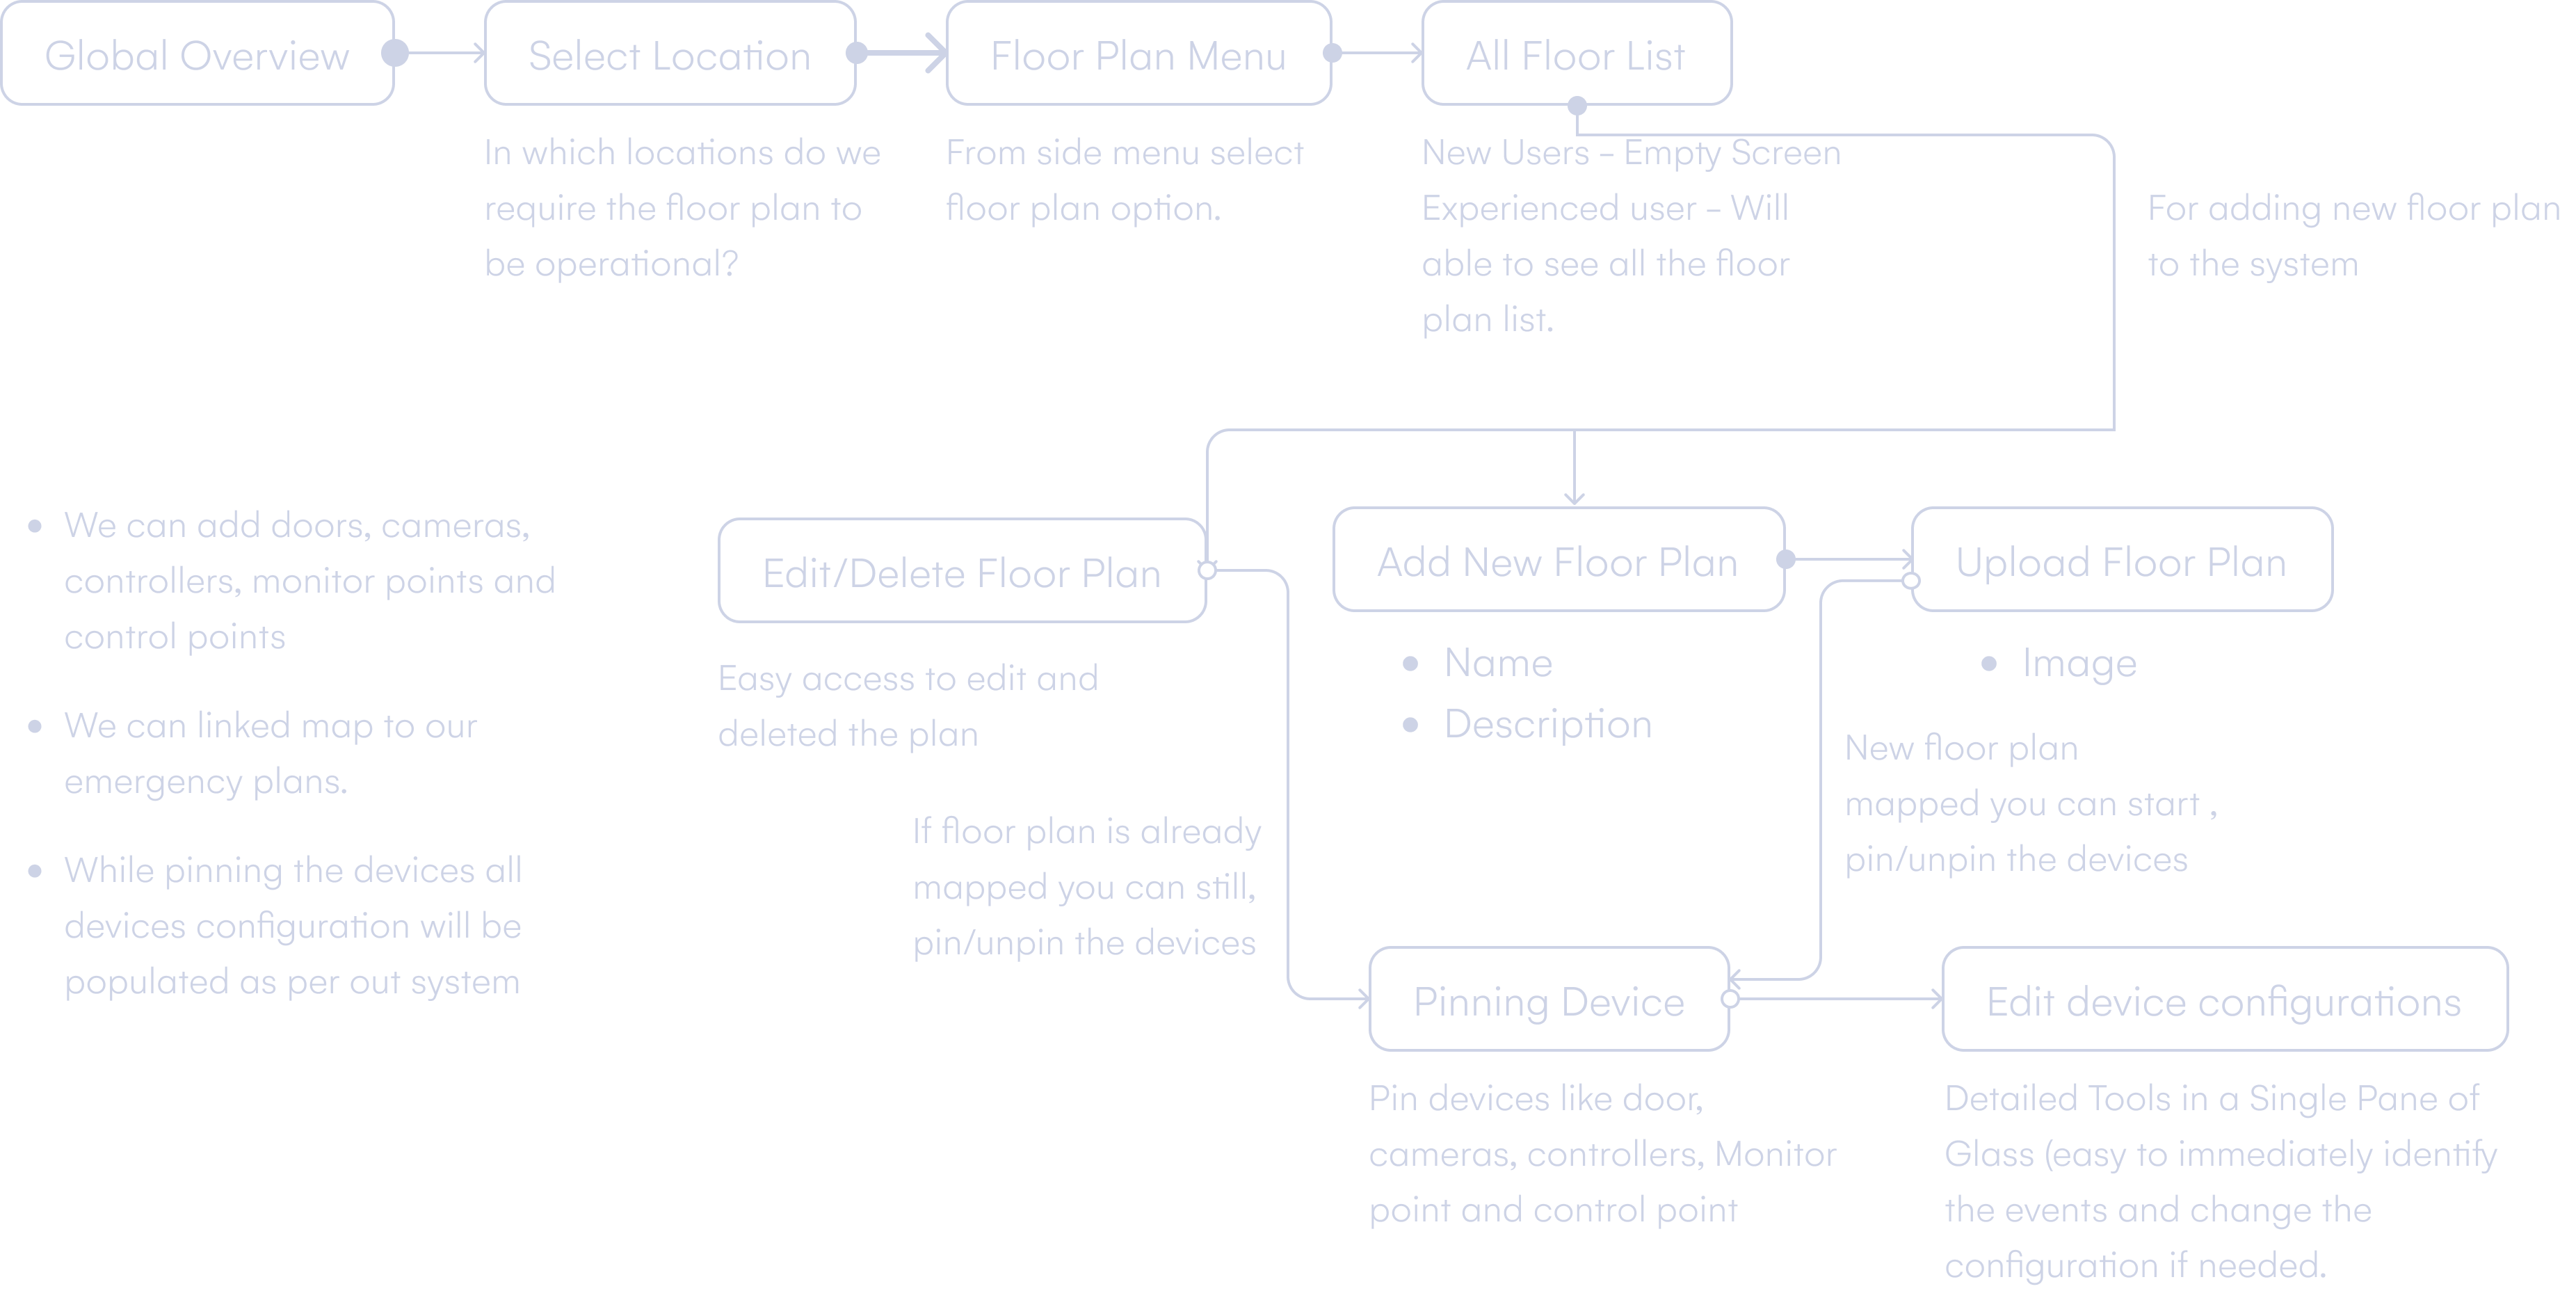 Global Overview
Select Location
Floor Plan Menu
All Floor List
In which locations do we
require the floor plan to
be operational?
From side menu select
floor plan option.
New Users – Empty Screen
Experienced user – Will
able to see all the floor
plan list.
For adding new floor plan
to the system
We can add doors, cameras,
controllers, monitor points and
control points
We can linked map to our
emergency plans.
While pinning the devices all
devices configuration will be
populated as per out system
Edit/Delete Floor Plan
Easy access to edit and
deleted the plan
If floor plan is already
mapped you can still,
pin/unpin the devices
Add New Floor Plan
Name
Description
Upload Floor Plan
Image
New floor plan
mapped you can start ,
pin/unpin the devices
Pinning Device
Pin devices like door,
cameras, controllers, Monitor
point and control point
Edit device configurations
Detailed Tools in a Single Pane of
Glass (easy to immediately identify
the events and change the
configuration if needed.